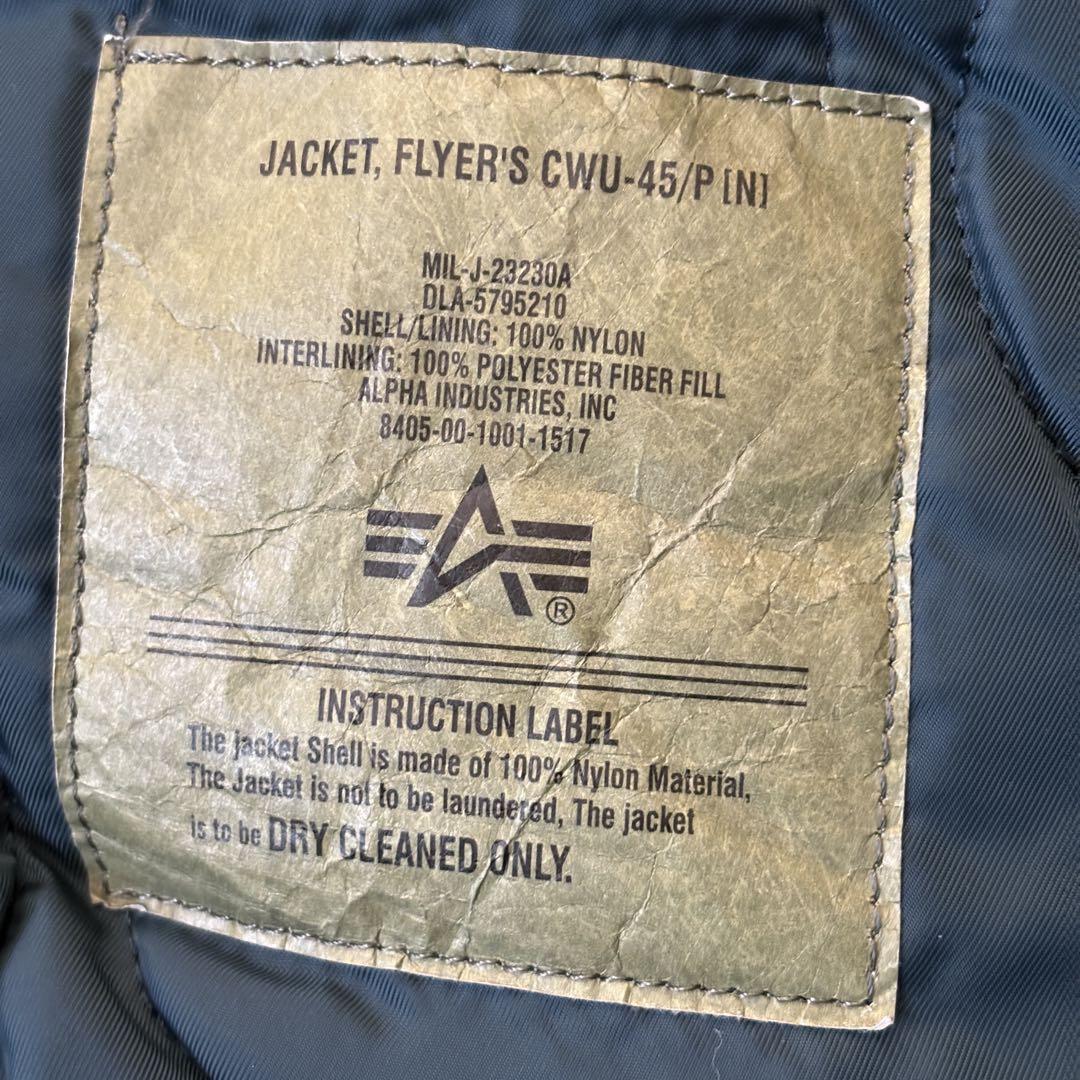 JACKET, FLYER'S CWU-45/P [N]
MIL-J-23230A
DLA-5795210
SHELL/LINING: 100% NYLON
INTERLINING: 100% POLYESTER FIBER FILL
ALPHA INDUSTRIES, INC
8405-00-1001-1517
®
INSTRUCTION LABEL
The jacket Shell is made of 100% Nylon Material,
The Jacket is not to be laundered, The jacket
is to be DRY CLEANED ONLY.